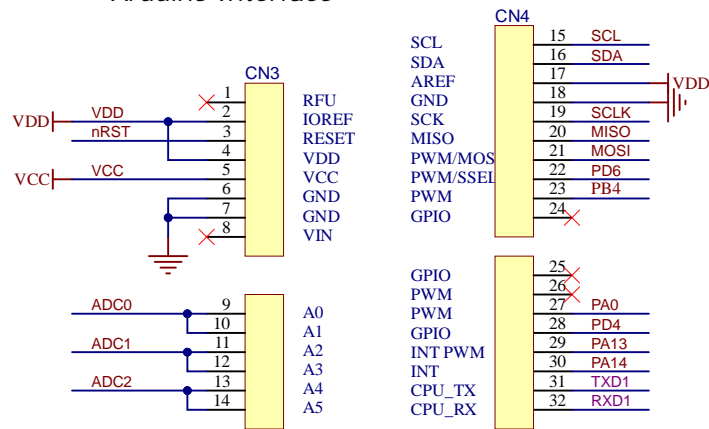 CN3
1 RFU
VDD VDD 2 IOREF
nRST 3 RESET
4 VDD
VCC VCC 5 VCC
6 GND
7 GND
8 VIN
ADC0 9 A0
10 A1
ADC1 11 A2
12 A3
ADC2 13 A4
14 A5
CN4
SCL 15 SCL
SDA 16 SDA
AREF 17 VDD
GND 18
SCK 19 SCLK
MISO 20 MISO
PWM/MOS 21 MOSI
PWM/SSEL 22 PD6
PWM 23 PB4
GPIO 24
GPIO 25
PWM 26
PWM 27 PA0
GPIO 28 PD4
INT PWM 29 PA13
INT 30 PA14
CPU_TX 31 TXD1
CPU_RX 32 RXD1